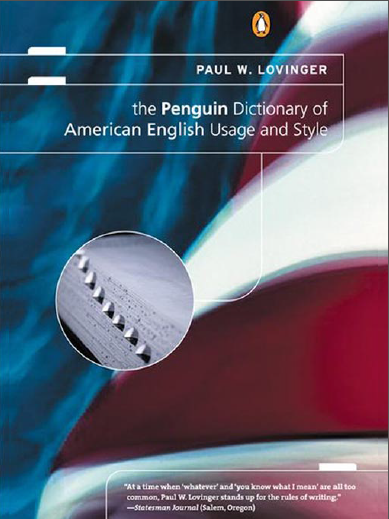 PAUL W. LOVINGER
the Penguin Dictionary of
American English Usage and Style
"At a time when 'whatever' and 'you know what I mean' are all too
common, Paul W. Lovinger stands up for the rules of writing."
—Statesman Journal (Salem, Oregon)